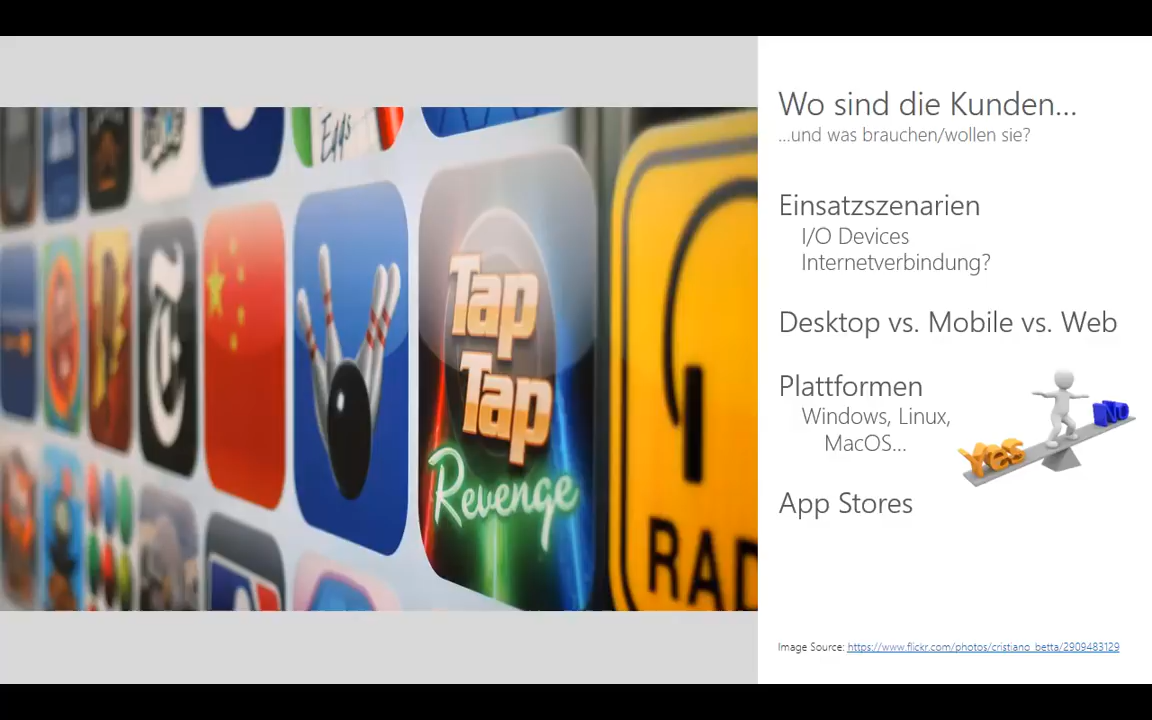 Wo sind die Kunden...
...und was brauchen/wollen sie?
Einsatzszenarien
I/O Devices
Internetverbindung?
Desktop vs. Mobile vs. Web
Plattformen
Windows, Linux,
MacOS...
App Stores
Yes
No
Image Source: https://www.flickr.com/photos/cristiano_betta/2909483129
Eggs
Tap
Tap
Revenge